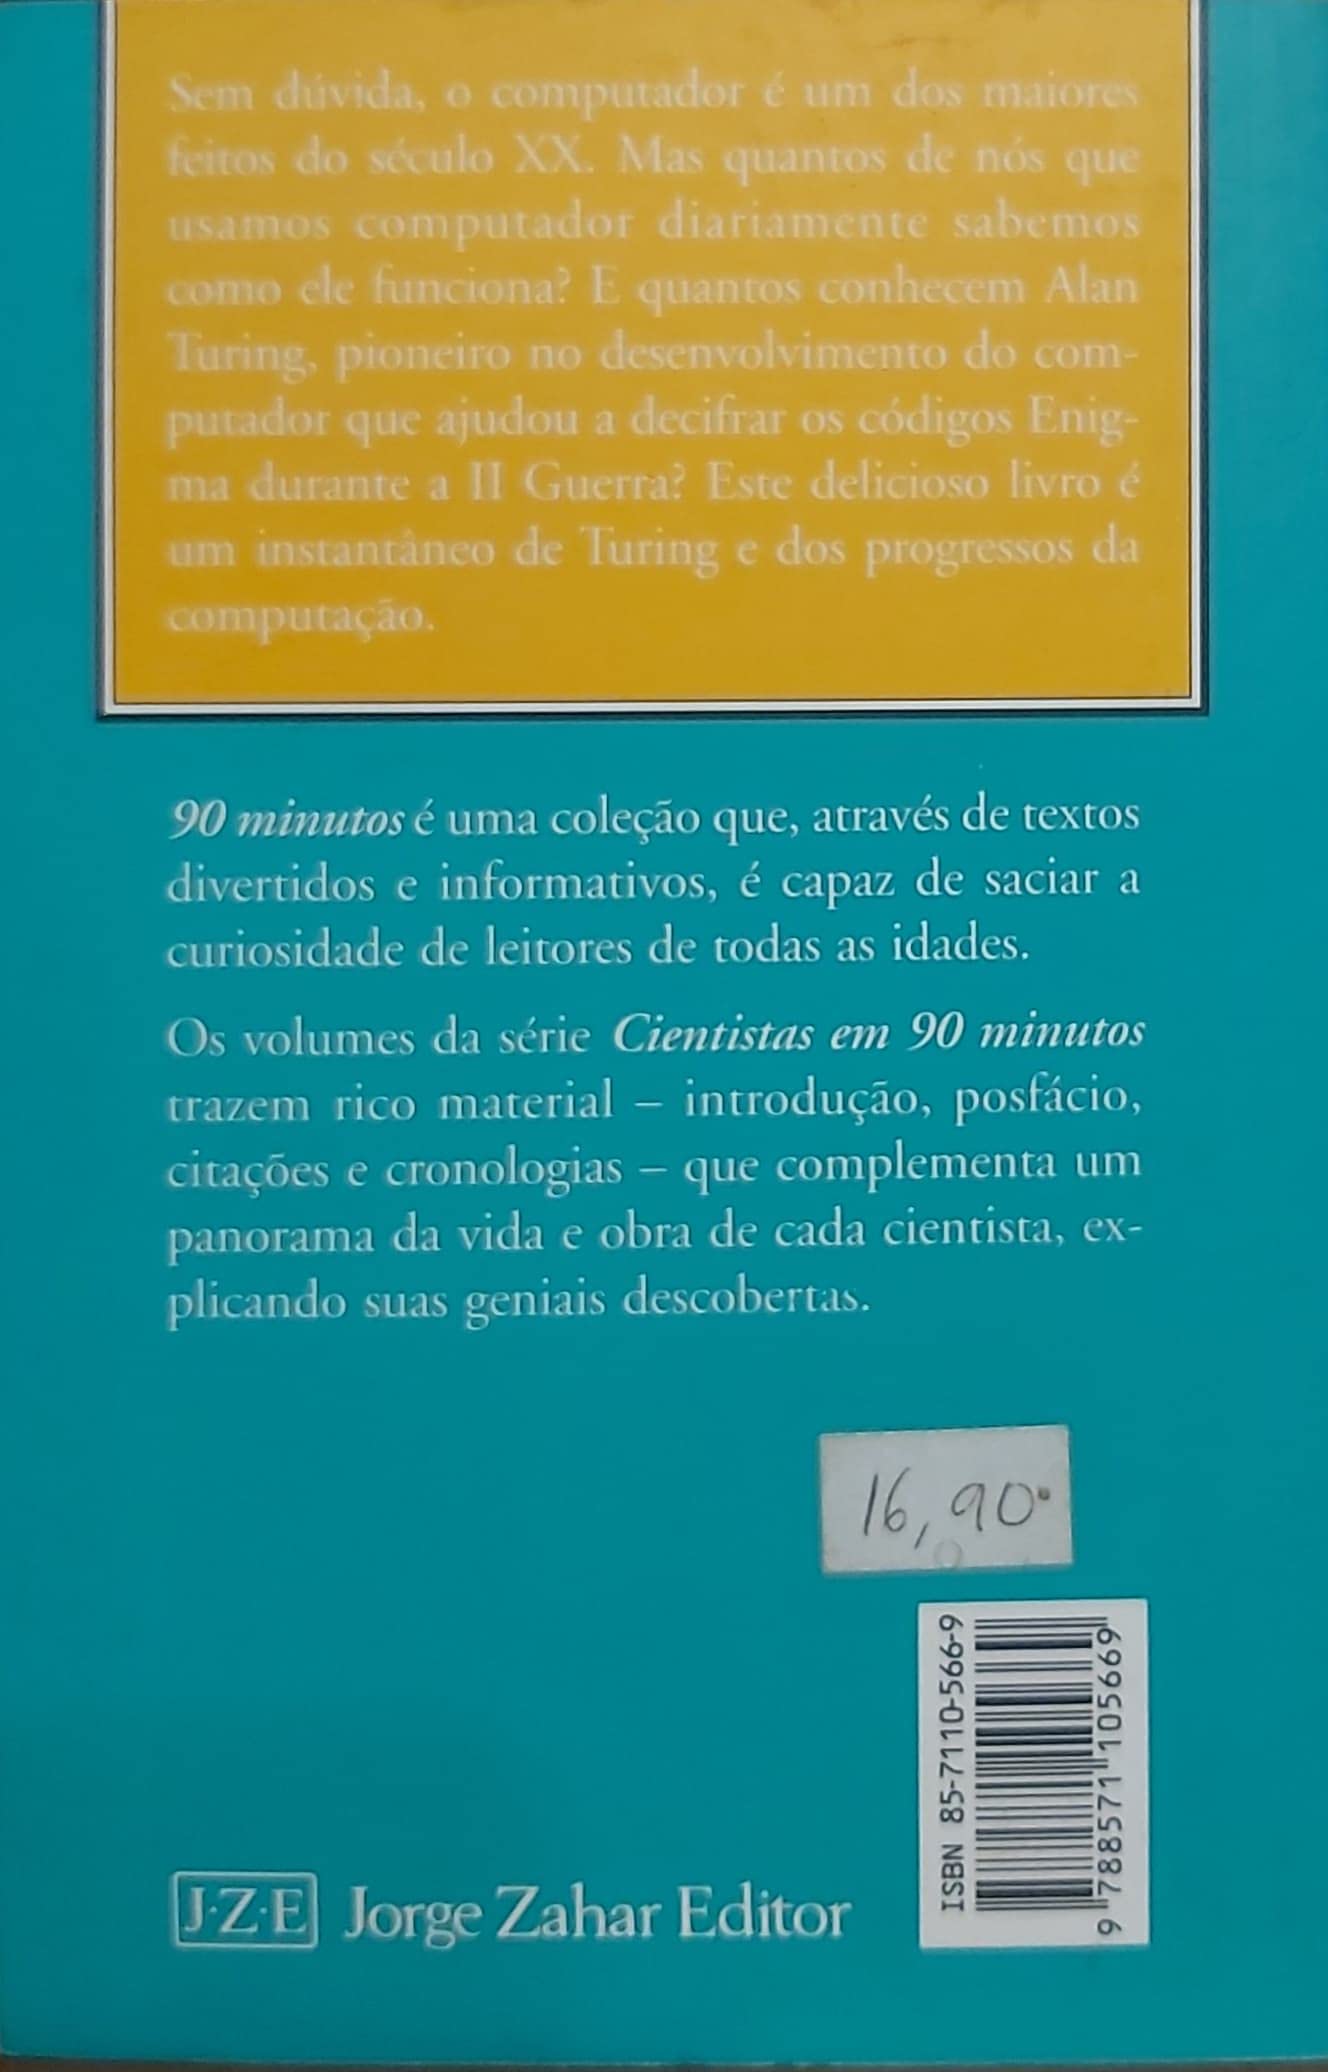 Sem dúvida, o computador é um dos maiores
feitos do século XX. Mas quantos de nós que
usamos computador diariamente sabemos
como ele funciona? E quantos conhecem Alan
Turing, pioneiro no desenvolvimento do com-
putador que ajudou a decifrar os códigos Enig-
ma durante a II Guerra? Este delicioso livro é
um instantâneo de Turing e dos progressos da
computação.
90 minutos é uma coleção que, através de textos
divertidos e informativos, é capaz de saciar a
curiosidade de leitores de todas as idades.
Os volumes da série Cientistas em 90 minutos
trazem rico material – introdução, posfácio,
citações e cronologias – que complementa um
panorama da vida e obra de cada cientista, ex-
plicando suas geniais descobertas.
16,90
ISBN 85-7110-566-9
9 788571 105669
J·Z·E Jorge Zahar Editor